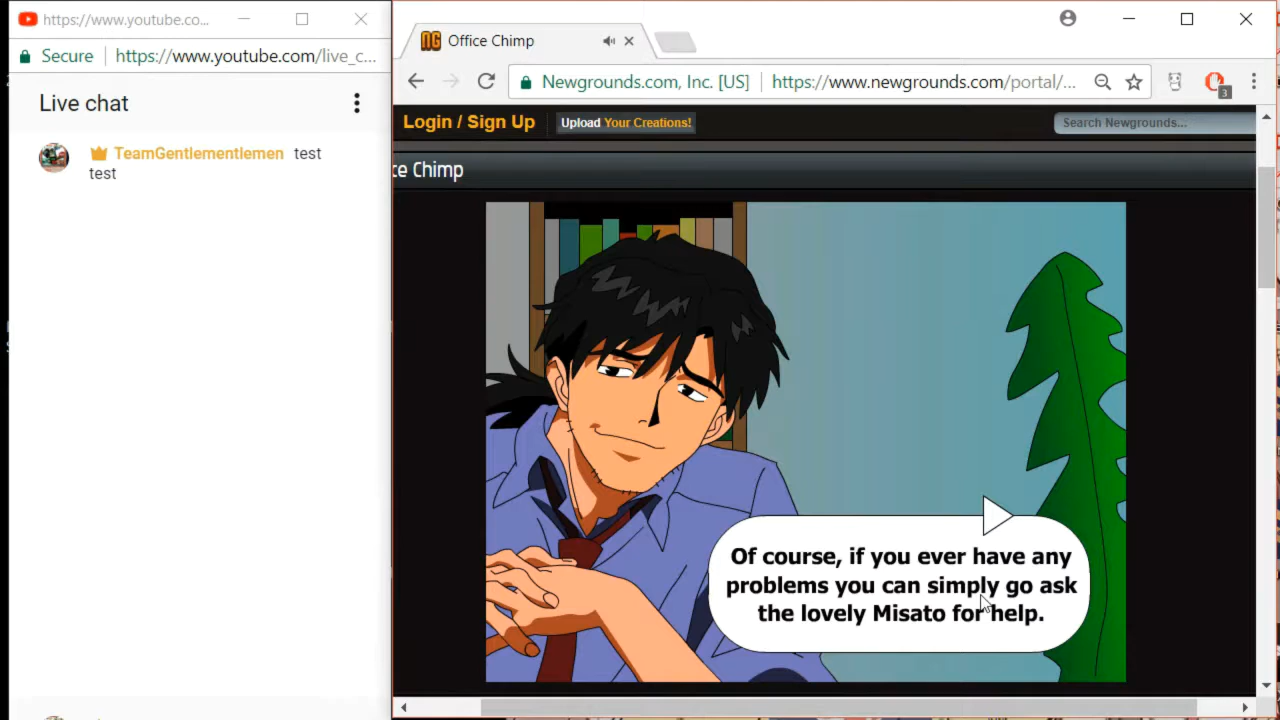 https://www.youtube.co...
Secure
https://www.youtube.com/live_c...
Live chat
TeamGentlementlemen test
test
NG
Office Chimp
Newgrounds.com, Inc. [US]
https://www.newgrounds.com/portal/...
3
Login / Sign Up
Upload Your Creations!
Search Newgrounds...
ce Chimp
Of course, if you ever have any
problems you can simply go ask
the lovely Misato for help.